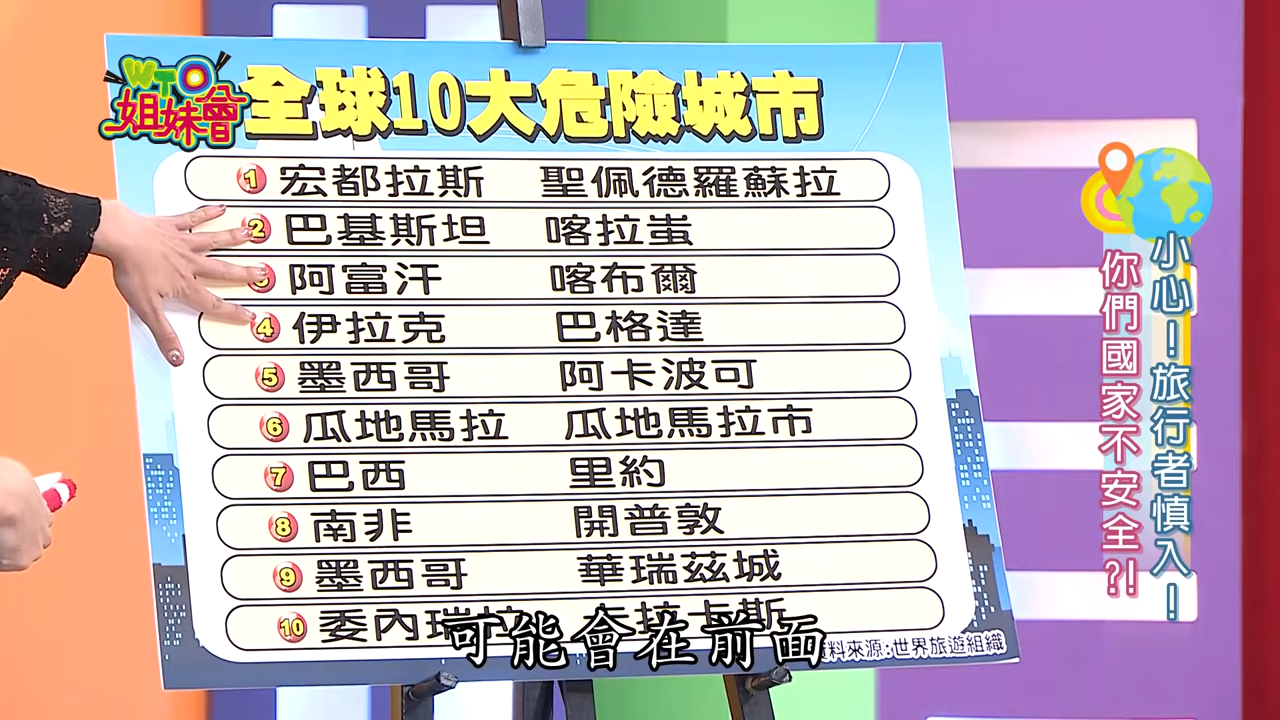 WTO姐妹會
全球10大危險城市
1 宏都拉斯 聖佩德羅蘇拉
2 巴基斯坦 喀拉蚩
3 阿富汗 喀布爾
4 伊拉克 巴格達
5 墨西哥 阿卡波可
6 瓜地馬拉 瓜地馬拉市
7 巴西 里約
8 南非 開普敦
9 墨西哥 華瑞茲城
10 委內瑞拉 卡拉卡斯
資料來源:世界旅遊組織
可能會在前面
小心!旅行者慎入!
你們國家不安全?!